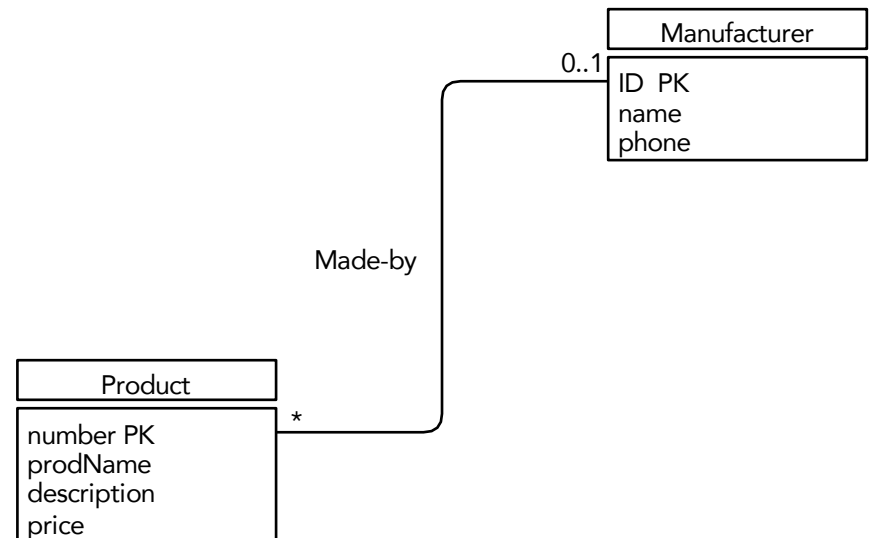 Manufacturer
0..1
ID PK
name
phone
Made-by
Product
*
number PK
prodName
description
price